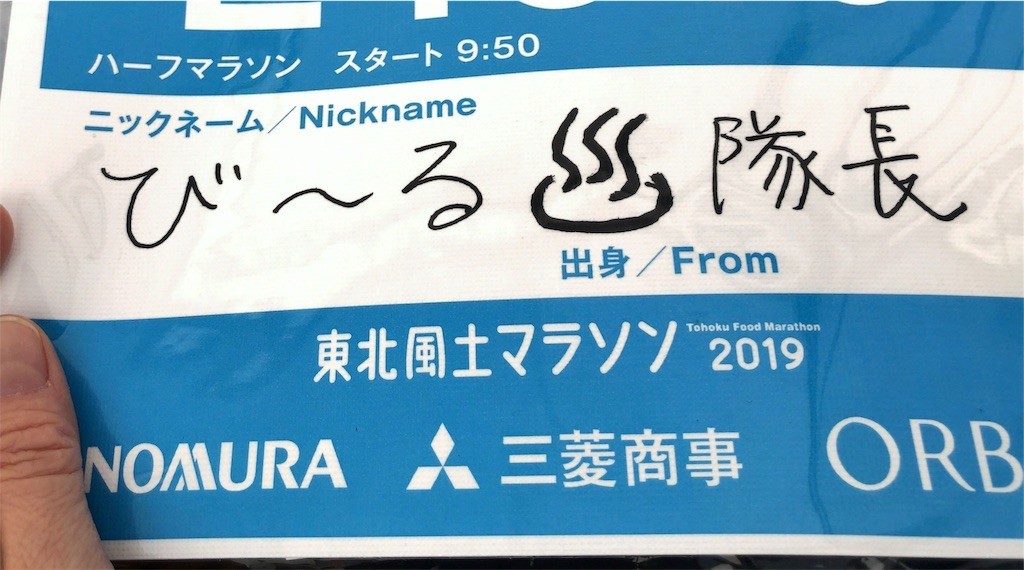 ハーフマラソン スタート 9:50
ニックネーム／Nickname
び〜る♨隊長
出身／From
東北風土マラソン Tohoku Food Marathon 2019
NOMURA 三菱商事 ORB